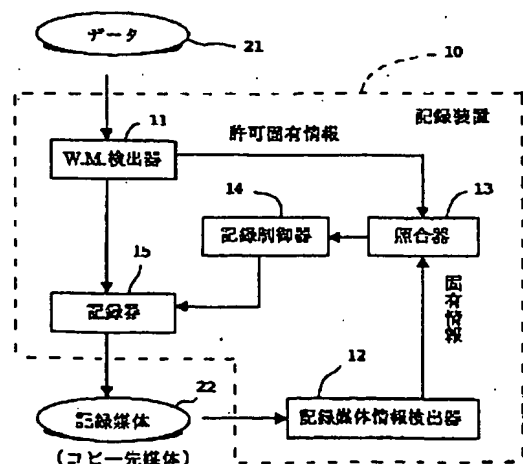 データ
21
10
記録装置
11
W.M.検出器
許可固有情報
14
記録制御器
13
照合器
15
記録器
固有情報
22
記録媒体
12
記録媒体情報検出器
(コピー先媒体)